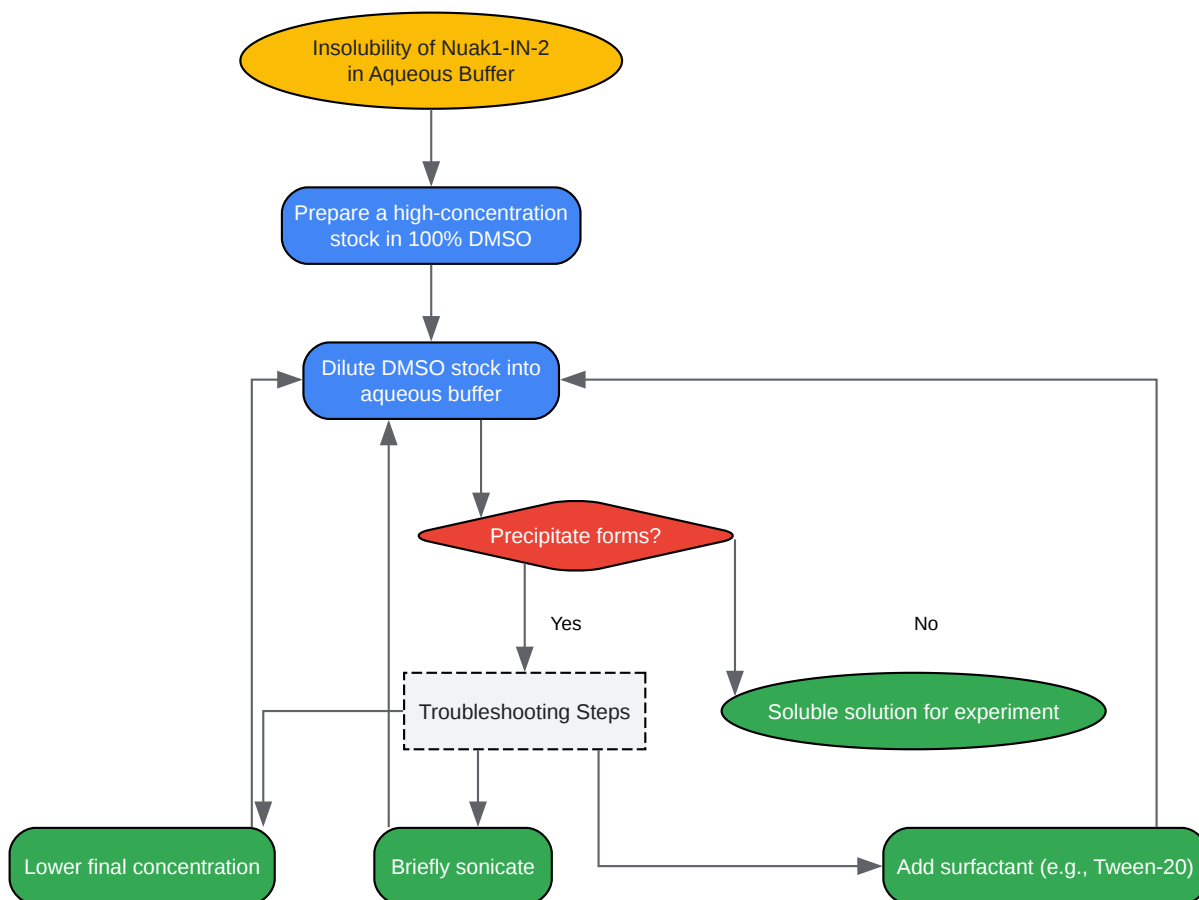 Insolubility of Nuak1-IN-2
in Aqueous Buffer
Prepare a high-concentration
stock in 100% DMSO
Dilute DMSO stock into
aqueous buffer
Precipitate forms?
Yes
No
Troubleshooting Steps
Soluble solution for experiment
Lower final concentration
Briefly sonicate
Add surfactant (e.g., Tween-20)